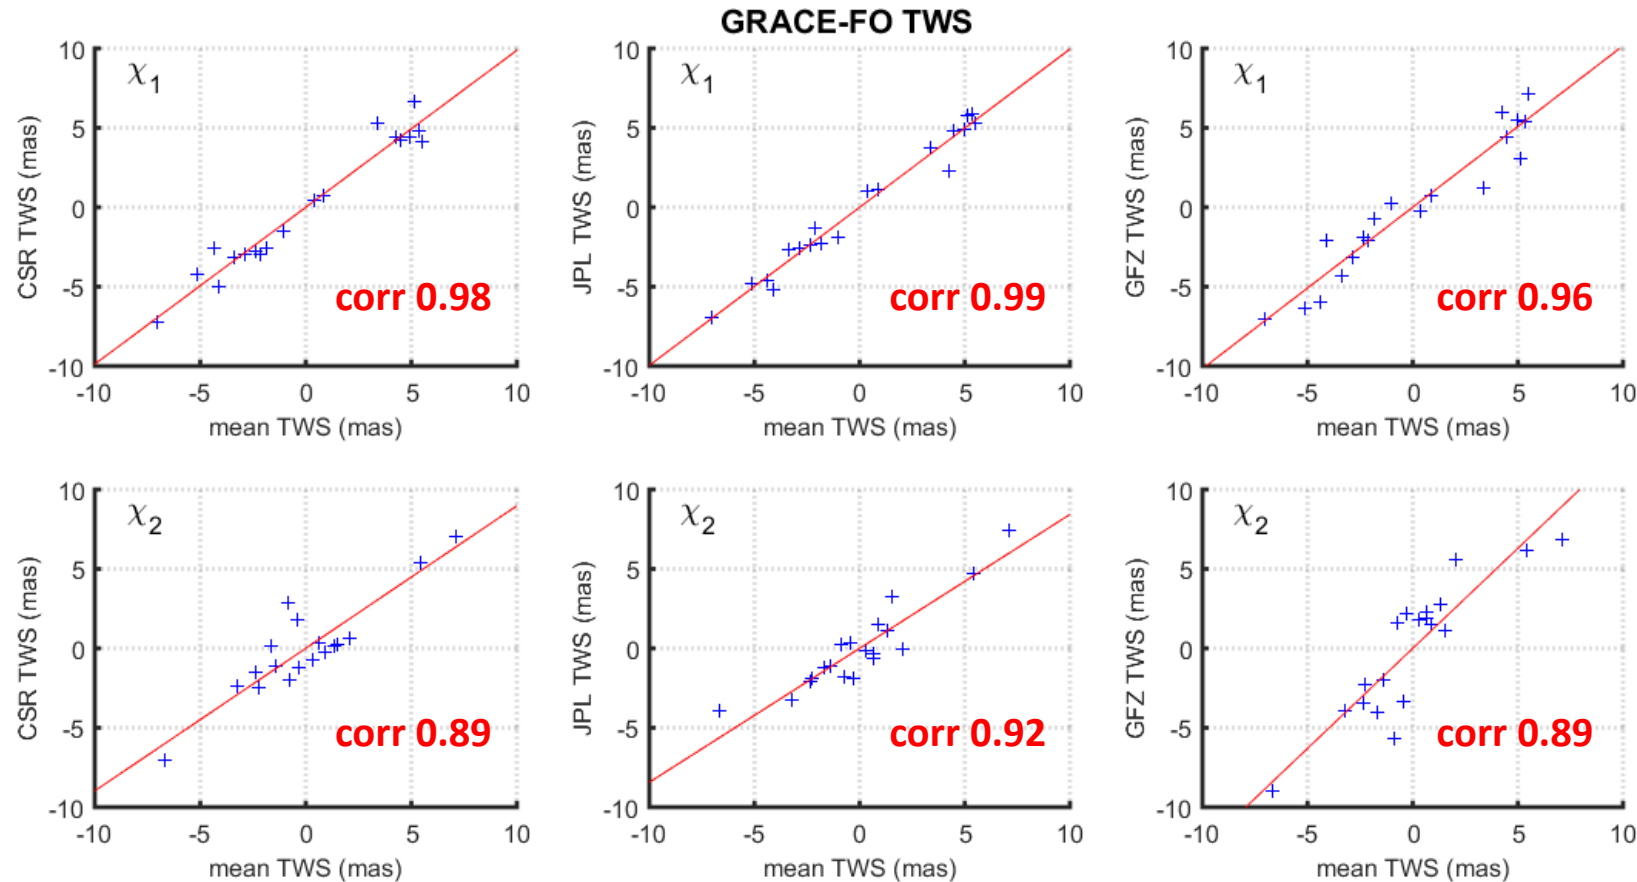 GRACE-FO TWS
10
5
0
-5
-10
CSR TWS (mas)
χ1
corr 0.98
-10 -5 0 5 10
mean TWS (mas)
10
5
0
-5
-10
JPL TWS (mas)
χ1
corr 0.99
-10 -5 0 5 10
mean TWS (mas)
10
5
0
-5
-10
GFZ TWS (mas)
χ1
corr 0.96
-10 -5 0 5 10
mean TWS (mas)
10
5
0
-5
-10
CSR TWS (mas)
χ2
corr 0.89
-10 -5 0 5 10
mean TWS (mas)
10
5
0
-5
-10
JPL TWS (mas)
χ2
corr 0.92
-10 -5 0 5 10
mean TWS (mas)
10
5
0
-5
-10
GFZ TWS (mas)
χ2
corr 0.89
-10 -5 0 5 10
mean TWS (mas)